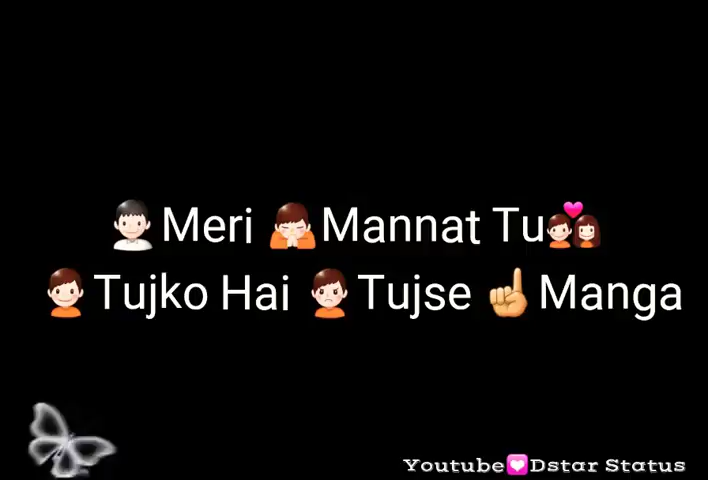 👦Meri 🙏Mannat Tu💑
👦Tujko Hai 🙍Tujse ☝Manga
Youtube💟Dstar Status